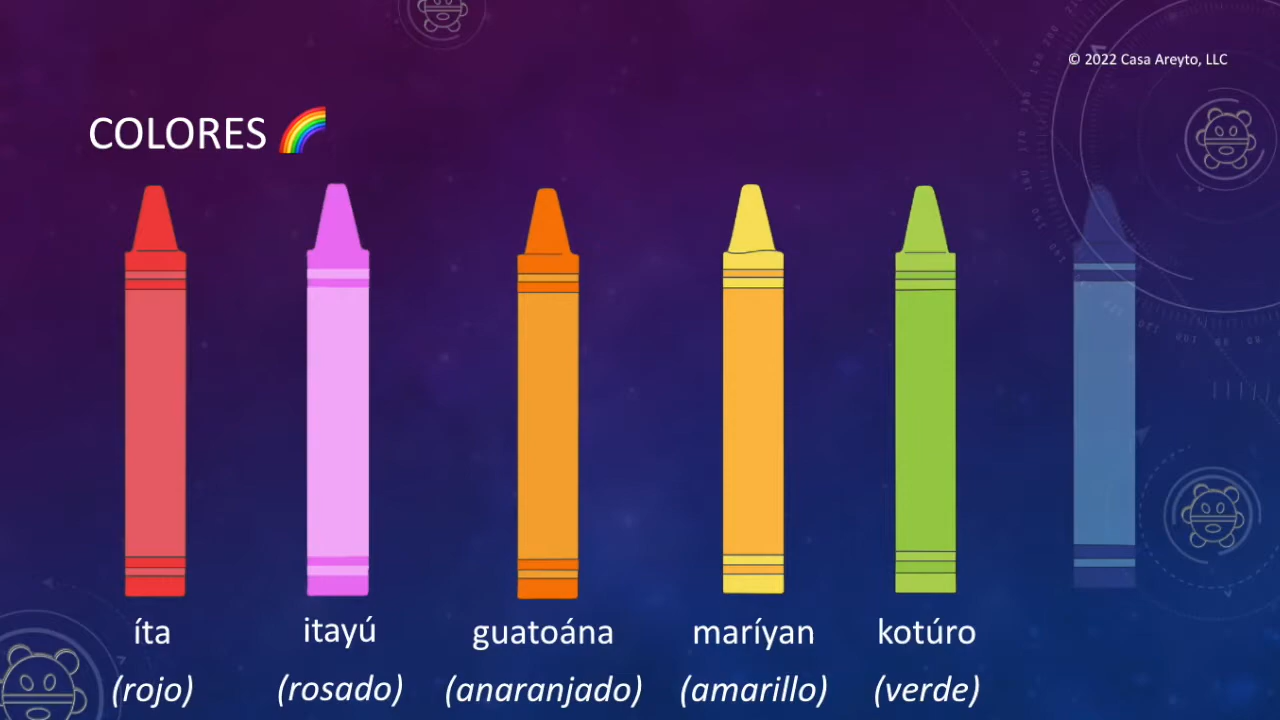 © 2022 Casa Areyto, LLC
COLORES
íta itayú guatoána maríyan kotúro
(rojo) (rosado) (anaranjado) (amarillo) (verde)